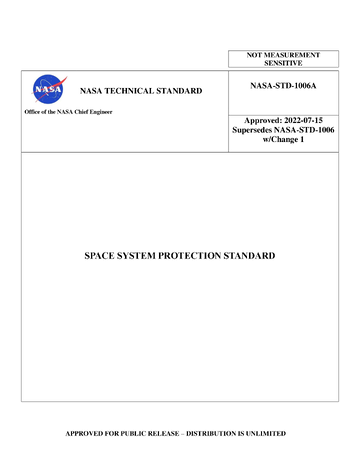 NOT MEASUREMENT
SENSITIVE
NASA
NASA TECHNICAL STANDARD
NASA-STD-1006A
Office of the NASA Chief Engineer
Approved: 2022-07-15
Supersedes NASA-STD-1006
w/Change 1
SPACE SYSTEM PROTECTION STANDARD
APPROVED FOR PUBLIC RELEASE – DISTRIBUTION IS UNLIMITED